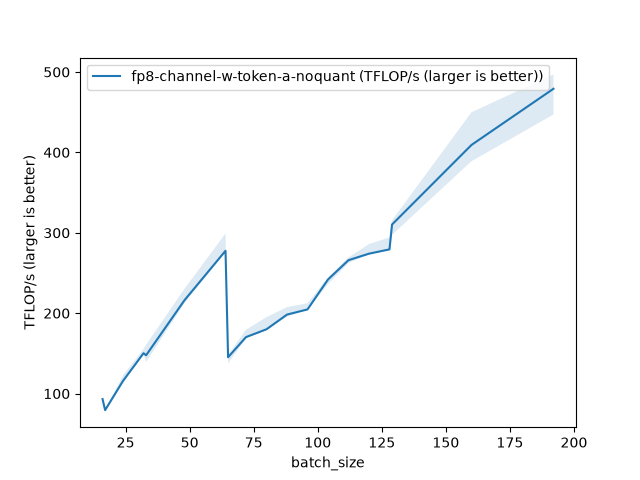 fp8-channel-w-token-a-noquant (TFLOP/s (larger is better))
TFLOP/s (larger is better)
500
400
300
200
100
25 50 75 100 125 150 175 200
batch_size